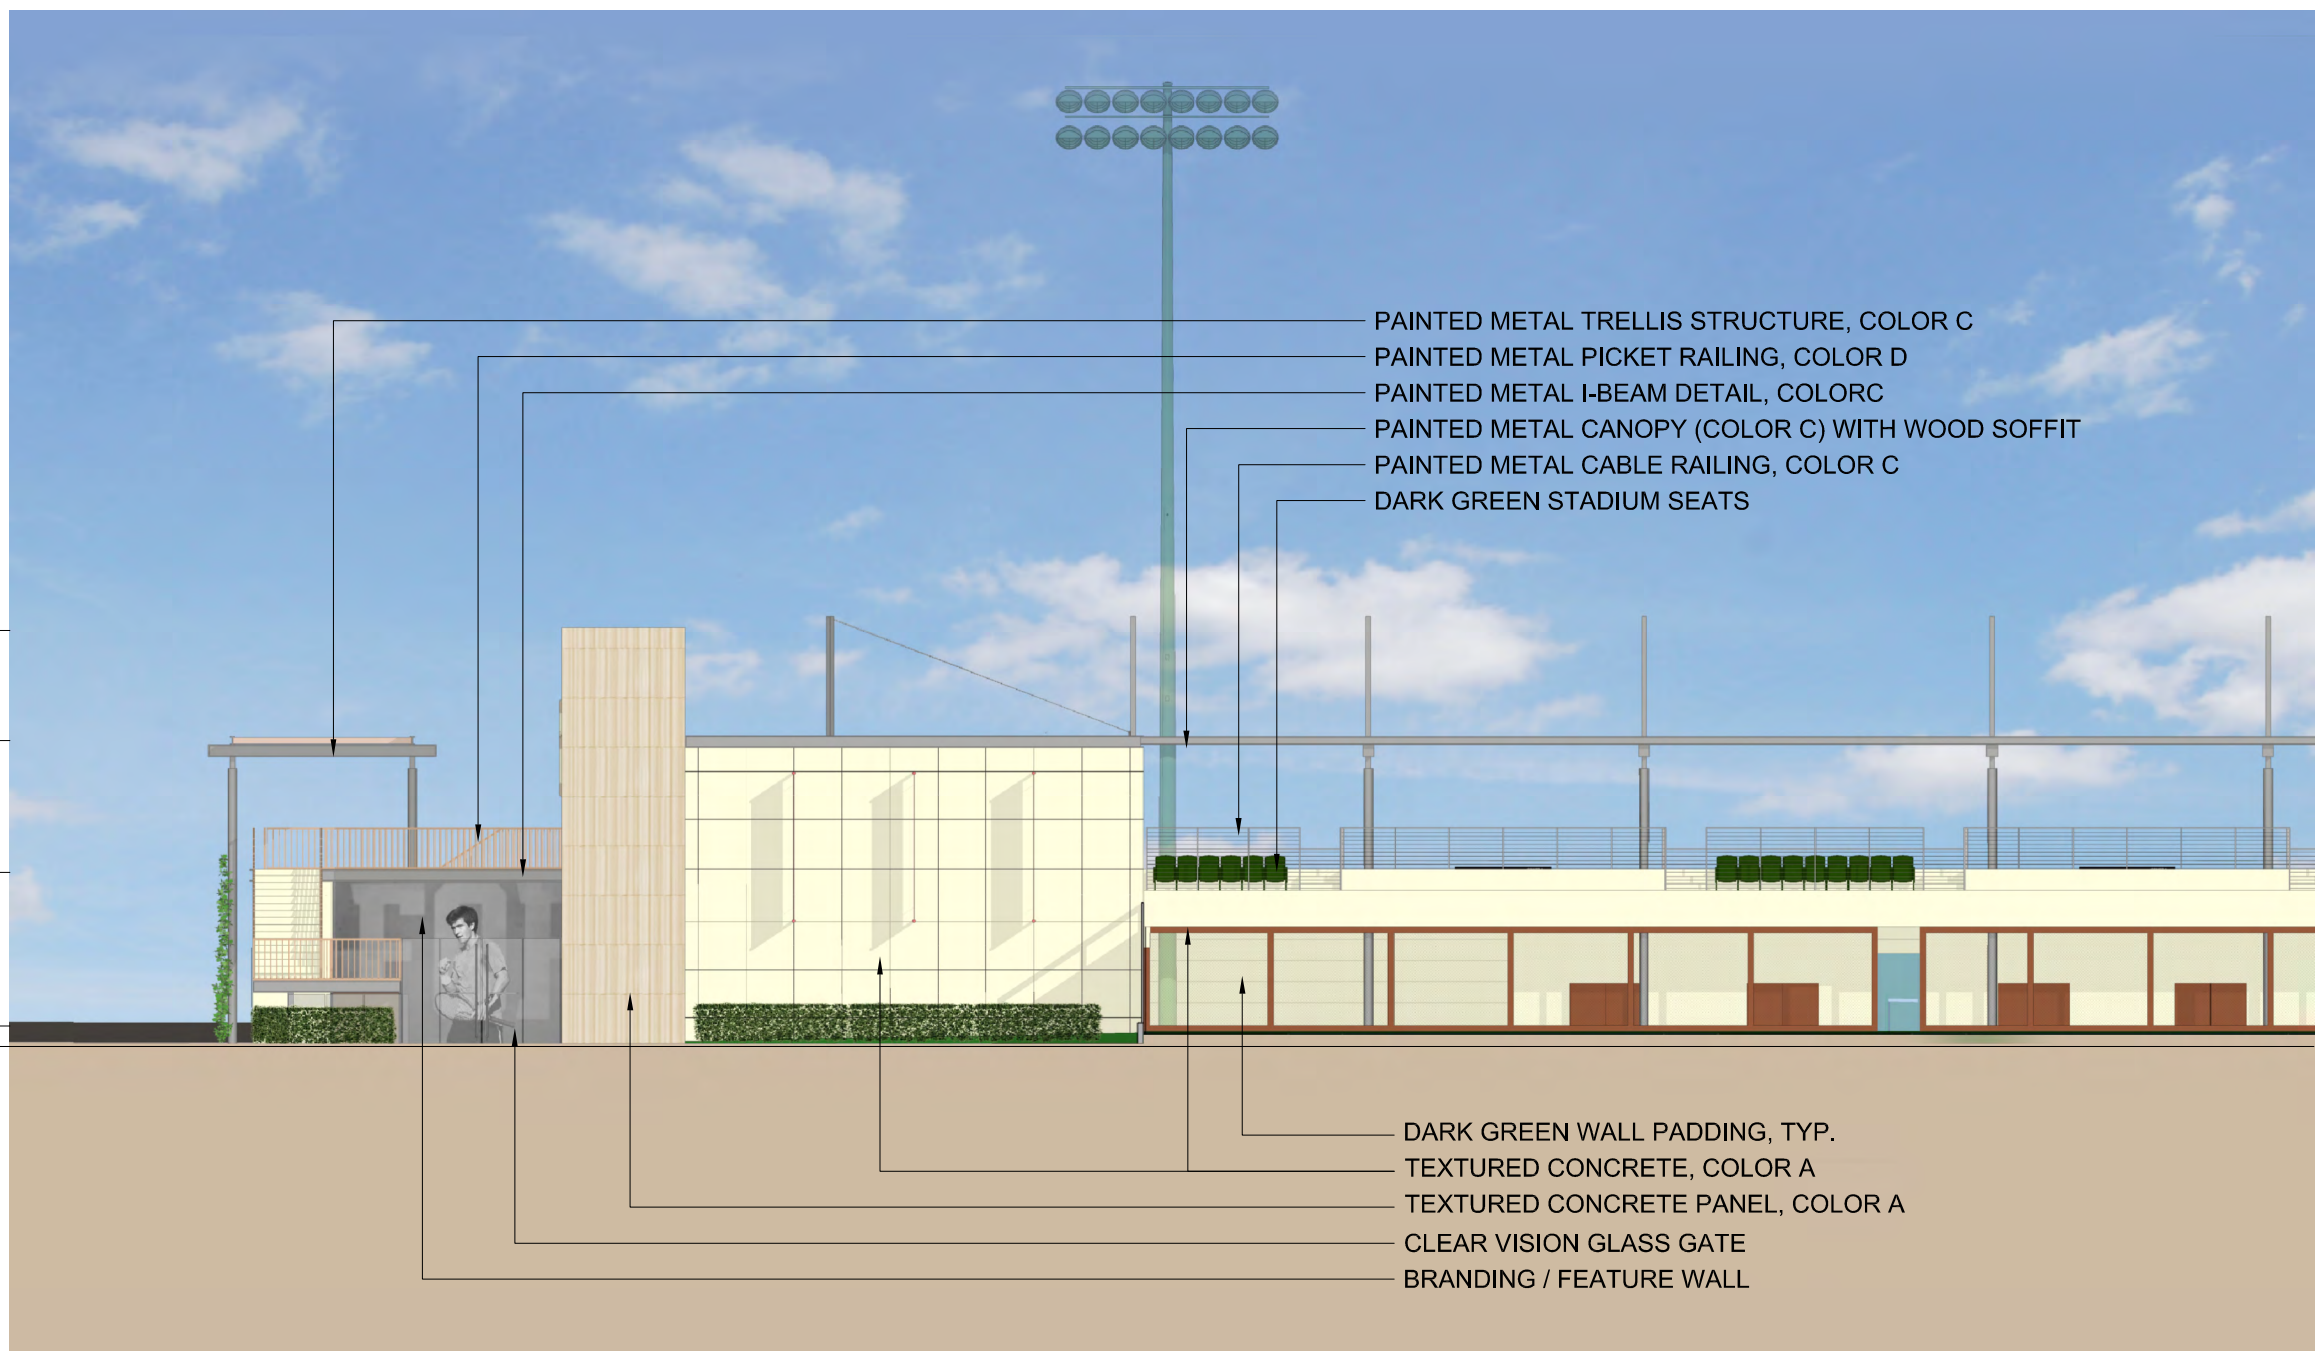 PAINTED METAL TRELLIS STRUCTURE, COLOR C
PAINTED METAL PICKET RAILING, COLOR D
PAINTED METAL I-BEAM DETAIL, COLORC
PAINTED METAL CANOPY (COLOR C) WITH WOOD SOFFIT
PAINTED METAL CABLE RAILING, COLOR C
DARK GREEN STADIUM SEATS
DARK GREEN WALL PADDING, TYP.
TEXTURED CONCRETE, COLOR A
TEXTURED CONCRETE PANEL, COLOR A
CLEAR VISION GLASS GATE
BRANDING / FEATURE WALL